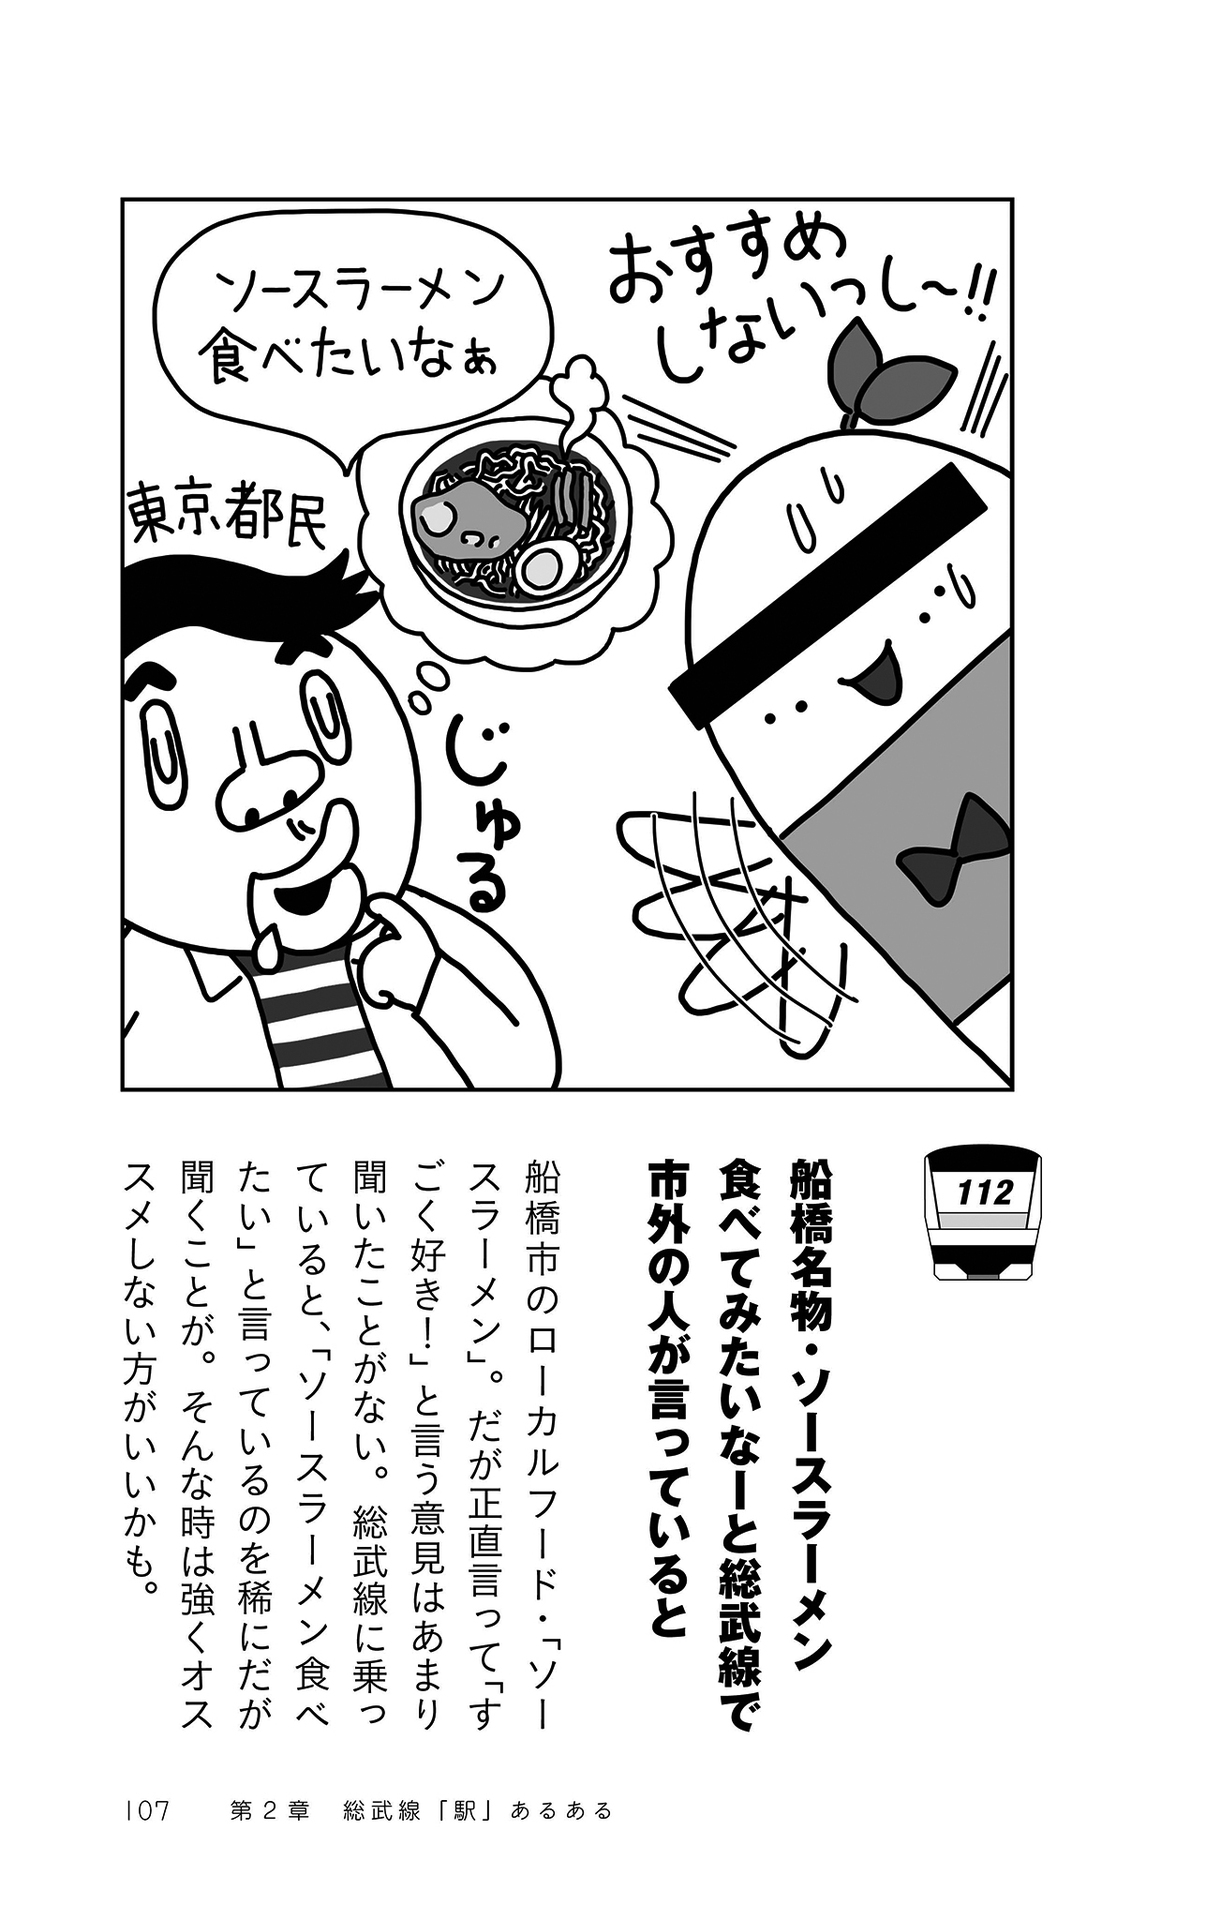 おすすめ
しないっし〜!!
ソースラーメン
食べたいなぁ
東京都民
じゅる
112
船橋名物・ソースラーメン
食べてみたいなーと総武線で
市外の人が言っていると
船橋市のローカルフード・「ソー
スラーメン」。だが正直言って「す
ごく好き！」と言う意見はあまり
聞いたことがない。総武線に乗っ
ていると、「ソースラーメン食べ
たい」と言っているのを稀にだが
聞くことが。そんな時は強くオス
スメしない方がいいかも。
107 第2章 総武線「駅」あるある